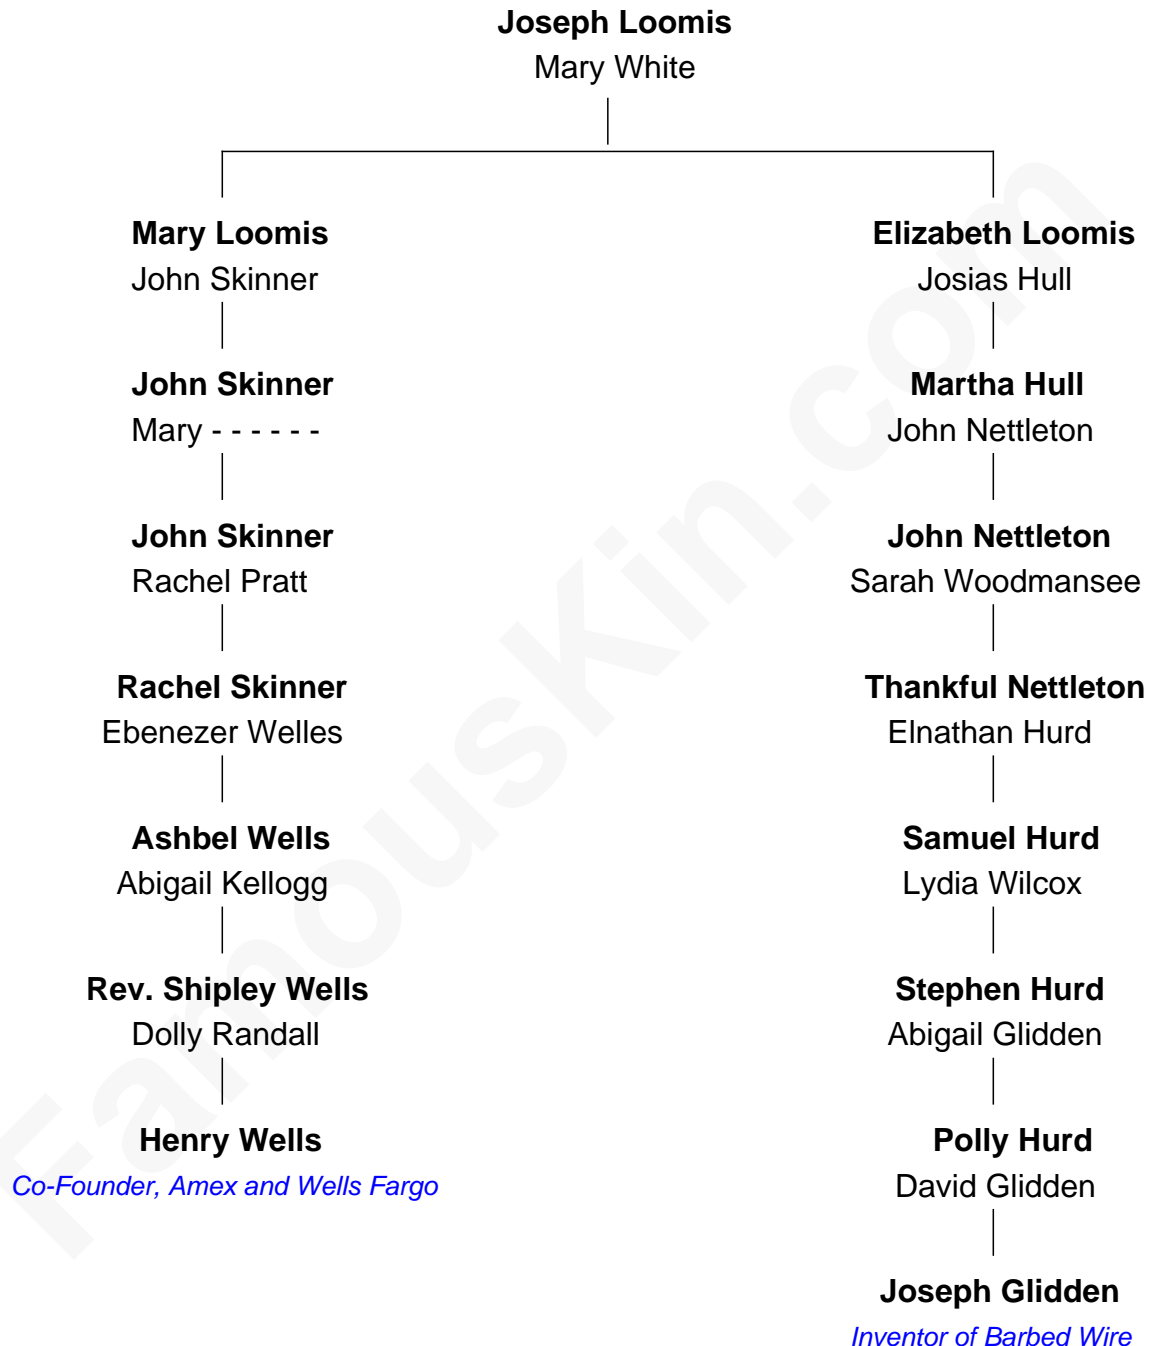 Joseph Loomis
Mary White
Mary Loomis
John Skinner
Elizabeth Loomis
Josias Hull
John Skinner
Mary - - - - - -
Martha Hull
John Nettleton
John Skinner
Rachel Pratt
John Nettleton
Sarah Woodmansee
Rachel Skinner
Ebenezer Welles
Thankful Nettleton
Elnathan Hurd
Ashbel Wells
Abigail Kellogg
Samuel Hurd
Lydia Wilcox
Rev. Shipley Wells
Dolly Randall
Stephen Hurd
Abigail Glidden
Henry Wells
Co-Founder, Amex and Wells Fargo
Polly Hurd
David Glidden
Joseph Glidden
Inventor of Barbed Wire
FamousKin.com